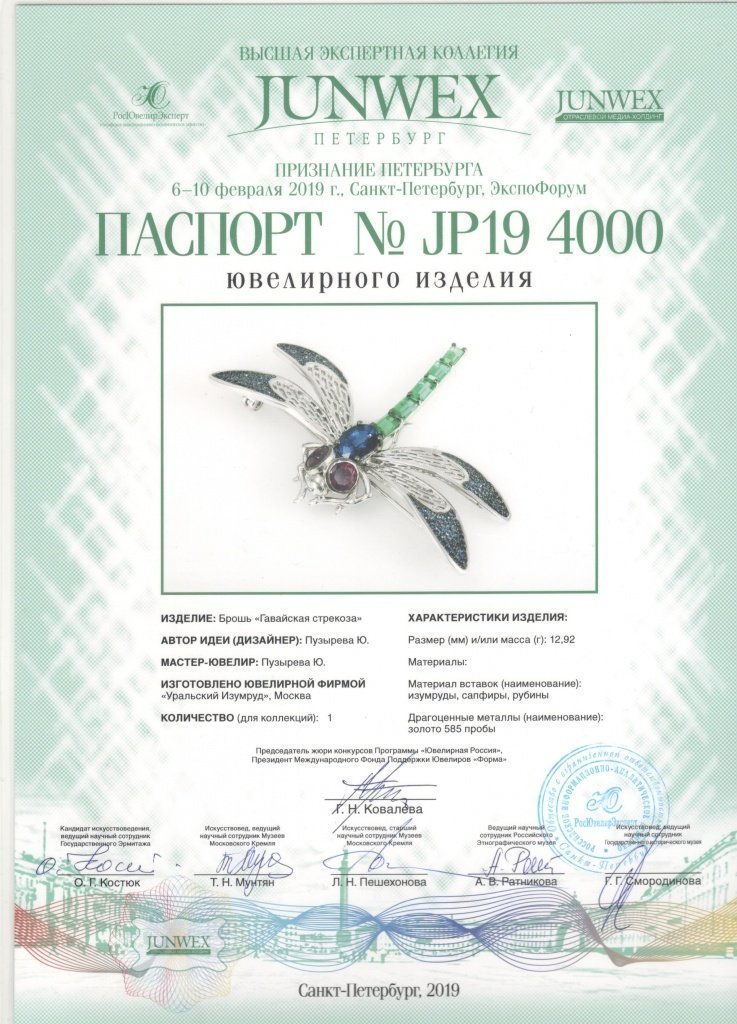 ВЫСШАЯ ЭКСПЕРТНАЯ КОЛЛЕГИЯ
JUNWEX
ПЕТЕРБУРГ
РосЮвелирЭксперт
JUNWEX
ОТРАСЛЕВОЙ МЕДИА-ХОЛДИНГ
ПРИЗНАНИЕ ПЕТЕРБУРГА
6–10 февраля 2019 г., Санкт-Петербург, ЭкспоФорум
ПАСПОРТ № JP19 4000
ювелирного изделия
ИЗДЕЛИЕ: Брошь «Гавайская стрекоза»
АВТОР ИДЕИ (ДИЗАЙНЕР): Пузырева Ю.
МАСТЕР-ЮВЕЛИР: Пузырева Ю.
ИЗГОТОВЛЕНО ЮВЕЛИРНОЙ ФИРМОЙ
«Уральский Изумруд», Москва
КОЛИЧЕСТВО (для коллекций): 1
ХАРАКТЕРИСТИКИ ИЗДЕЛИЯ:
Размер (мм) и/или масса (г): 12,92
Материалы:
Материал вставок (наименование):
изумруды, сапфиры, рубины
Драгоценные металлы (наименование):
золото 585 пробы
Председатель жюри конкурсов Программы «Ювелирная Россия»,
Президент Международного Фонда Поддержки Ювелиров «Форма»
Г. Н. Ковалева
Кандидат искусствоведения,
ведущий научный сотрудник
Государственного Эрмитажа
О. Г. Костюк
Искусствовед, ведущий
научный сотрудник Музеев
Московского Кремля
Т. Н. Мунтян
Искусствовед, старший
научный сотрудник Музеев
Московского Кремля
Л. Н. Пешехонова
Ведущий научный
сотрудник Российского
Этнографического музея
А. В. Ратникова
Искусствовед, ведущий
научный сотрудник
Государственного исторического музея
Г. Г. Смородинова
РосЮвелирЭксперт
JUNWEX
Санкт-Петербург, 2019